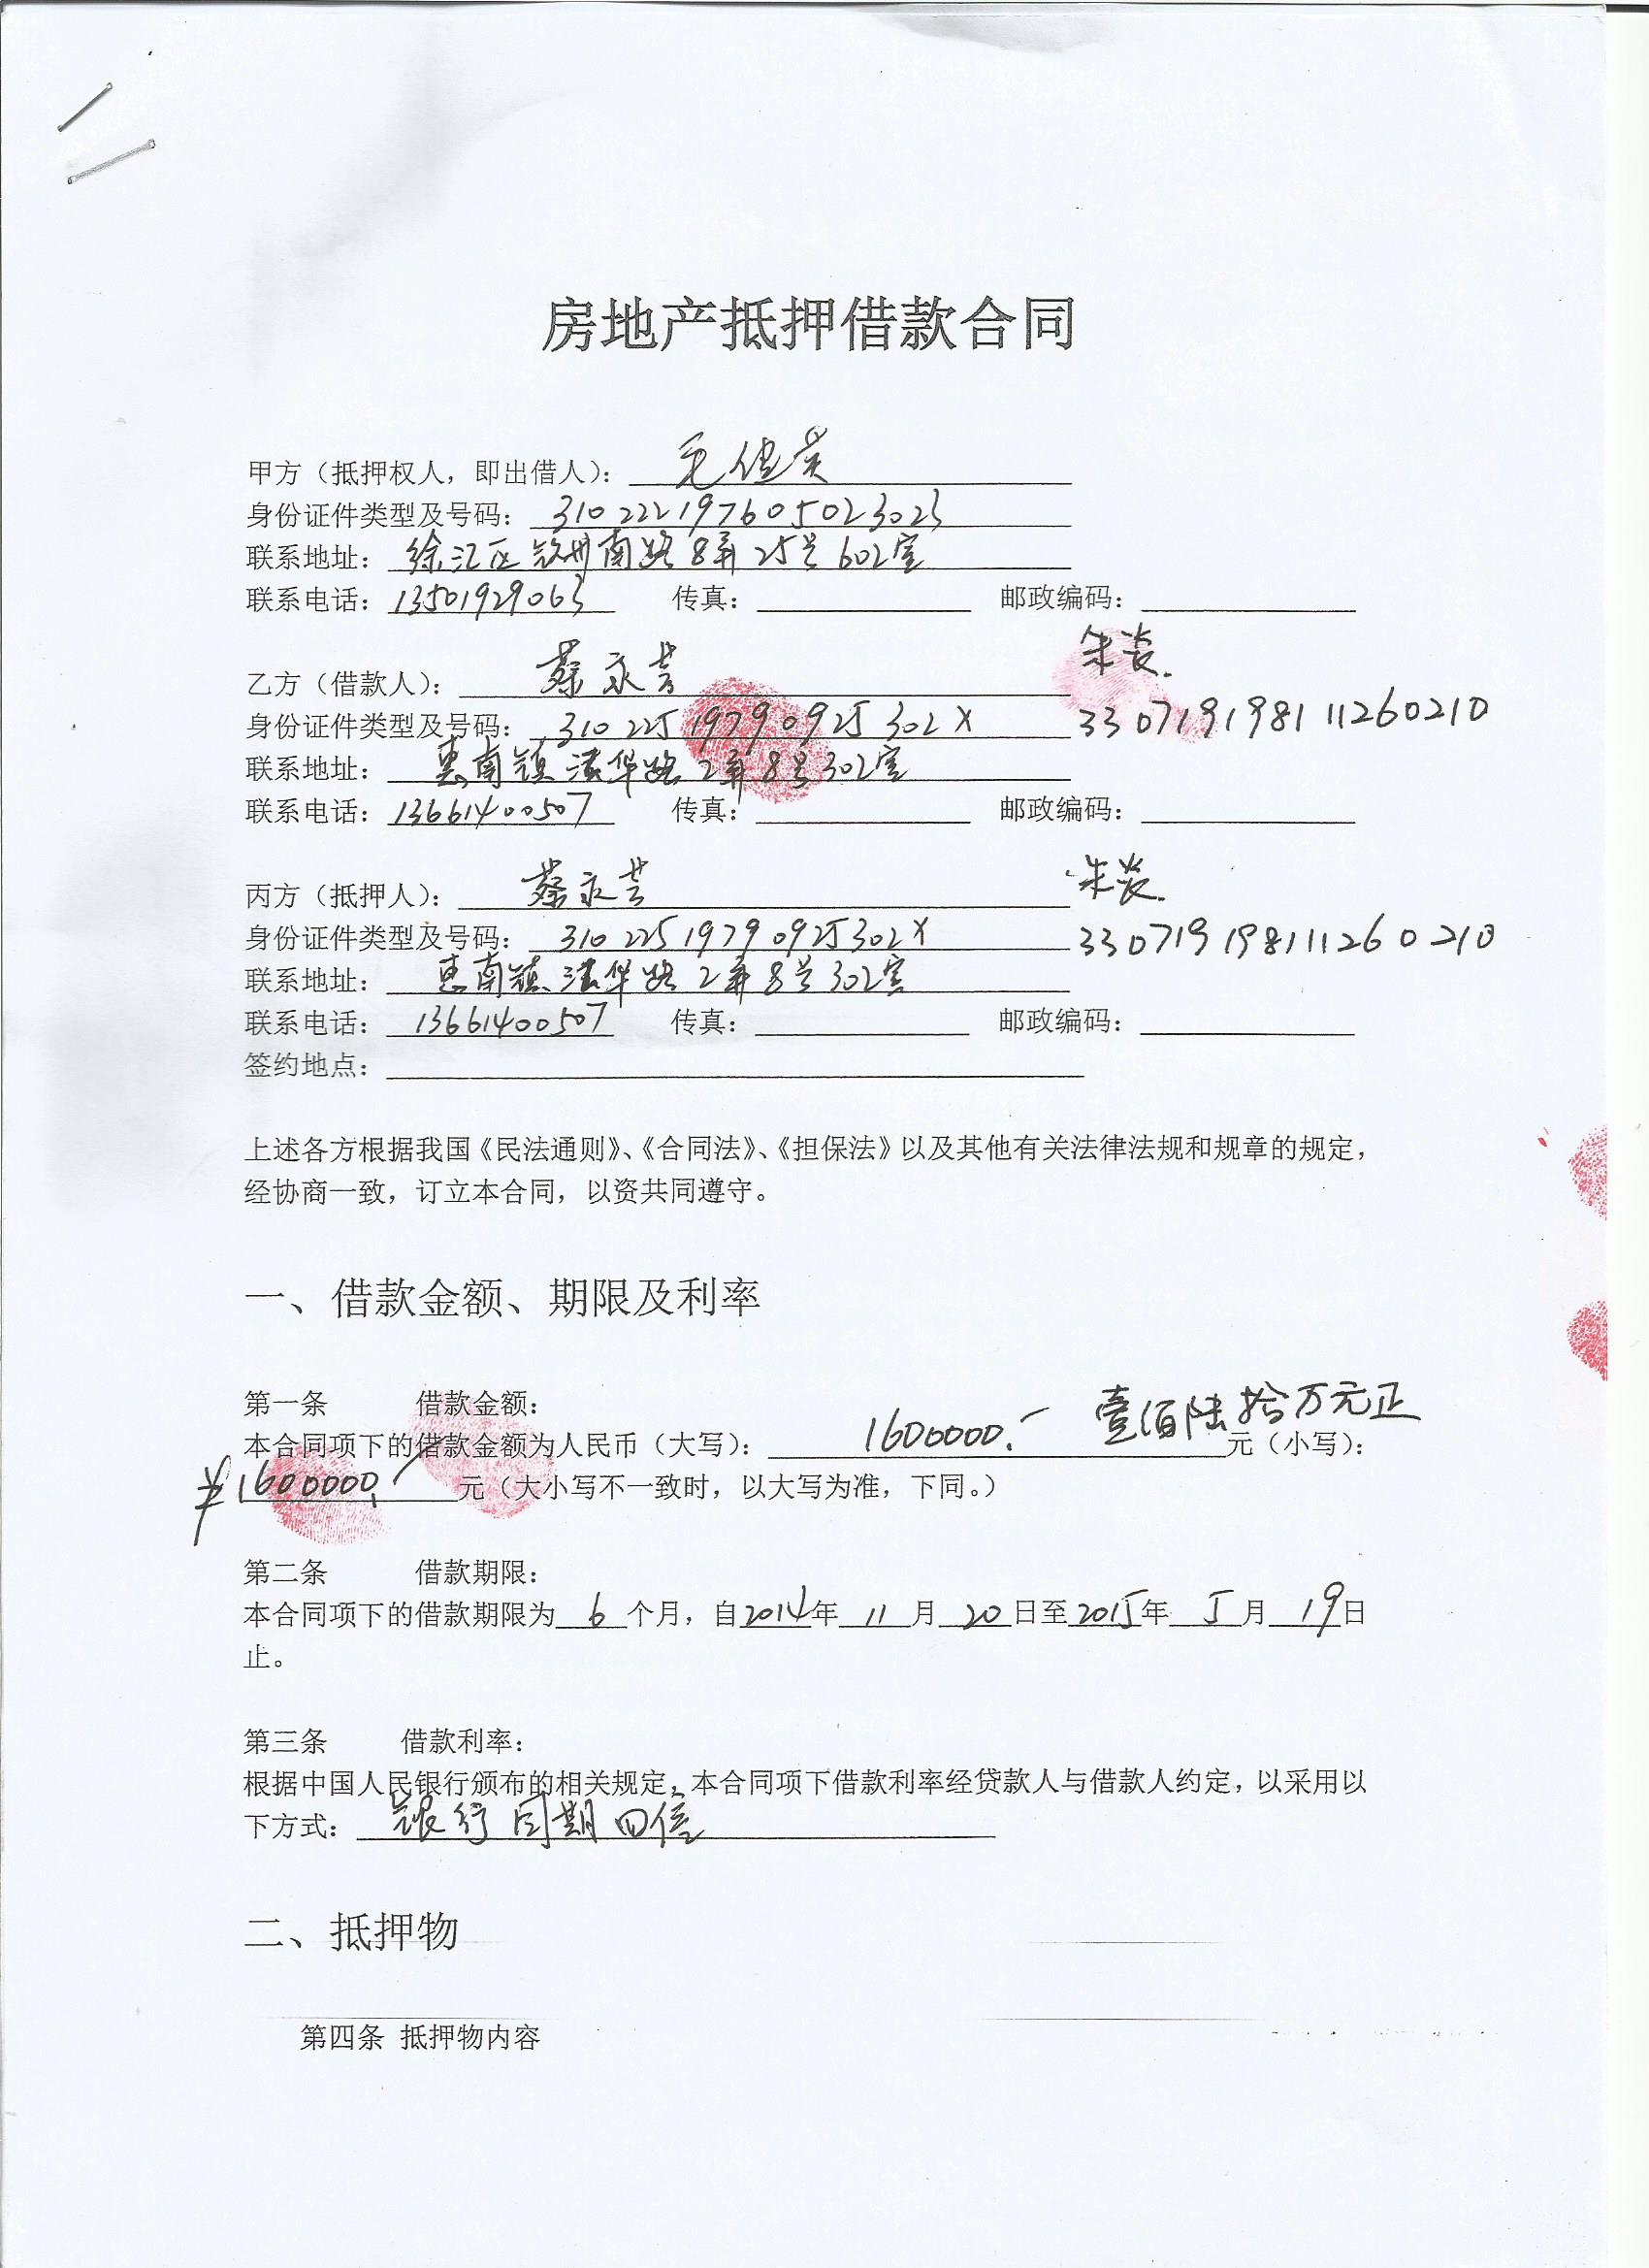 房地产抵押借款合同
甲方（抵押权人，即出借人）：毛佳英
身份证件类型及号码：310222197605023023
联系地址：徐汇区钦州南路8弄25号602室
联系电话：13501929063 传真： 邮政编码：
乙方（借款人）：蔡永芸 朱炎.
身份证件类型及号码：31022519790925302X 330719198111260210
联系地址：惠南镇法华路2弄8号302室
联系电话：13661400507 传真： 邮政编码：
丙方（抵押人）：蔡永芸 朱炎.
身份证件类型及号码：31022519790925302X 330719198111260210
联系地址：惠南镇法华路2弄8号302室
联系电话：13661400507 传真： 邮政编码：
签约地点：
上述各方根据我国《民法通则》、《合同法》、《担保法》以及其他有关法律法规和规章的规定，
经协商一致，订立本合同，以资共同遵守。
一、借款金额、期限及利率
第一条 借款金额：
本合同项下的借款金额为人民币（大写）：1600000.- 壹佰陆拾万元正 元（小写）：
¥1600000.- 元（大小写不一致时，以大写为准，下同。）
第二条 借款期限：
本合同项下的借款期限为6个月，自2014年11月20日至2015年5月19日
止。
第三条 借款利率：
根据中国人民银行颁布的相关规定，本合同项下借款利率经贷款人与借款人约定，以采用以
下方式：银行同期四倍
二、抵押物
第四条 抵押物内容